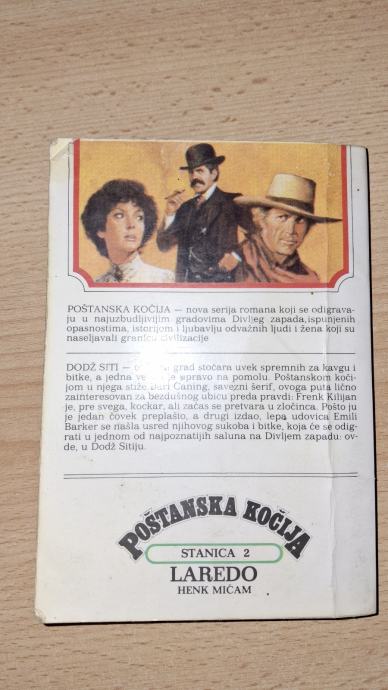 POŠTANSKA KOČIJA — nova serija romana koji se odigrava-
ju u najuzbudljivijim gradovima Divljeg zapada, ispunjenih
opasnostima, istorijom i ljubavlju odvažnih ljudi i žena koji su
naseljavali granicu civilizacije
DODŽ SITI — grad stočara uvek spremnih za kavgu i
bitke, a jedna je upravo na pomolu. Poštanskom koči-
jom u njega stiže Bari Caning, savezni šerif, ovoga puta lično
zainteresovan za bezdušnog ubicu preda pravdi: Frenk Kilijan
je, pre svega, kockar, ali začas se pretvara u zločinca. Pošto ju
je jedan čovek preplašio, a drugi izdao, lepa udovica Emili
Barker se našla usred njihovog sukoba i bitke, koja će se odig-
rati u jednom od najpoznatijih saluna na Divljem zapadu: ov-
de, u Dodž Sitiju.
POŠTANSKA KOČIJA
STANICA 2
LAREDO
HENK MIČAM